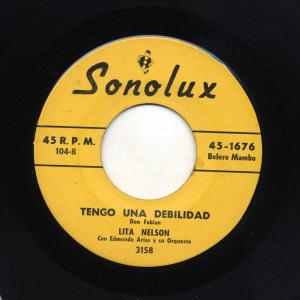 Sonolux
45 R. P. M.
104-B
45-1676
Bolero Mambo
TENGO UNA DEBILIDAD
Don Fabian
LITA NELSON
Con Edmundo Arias y su Orquesta
3158